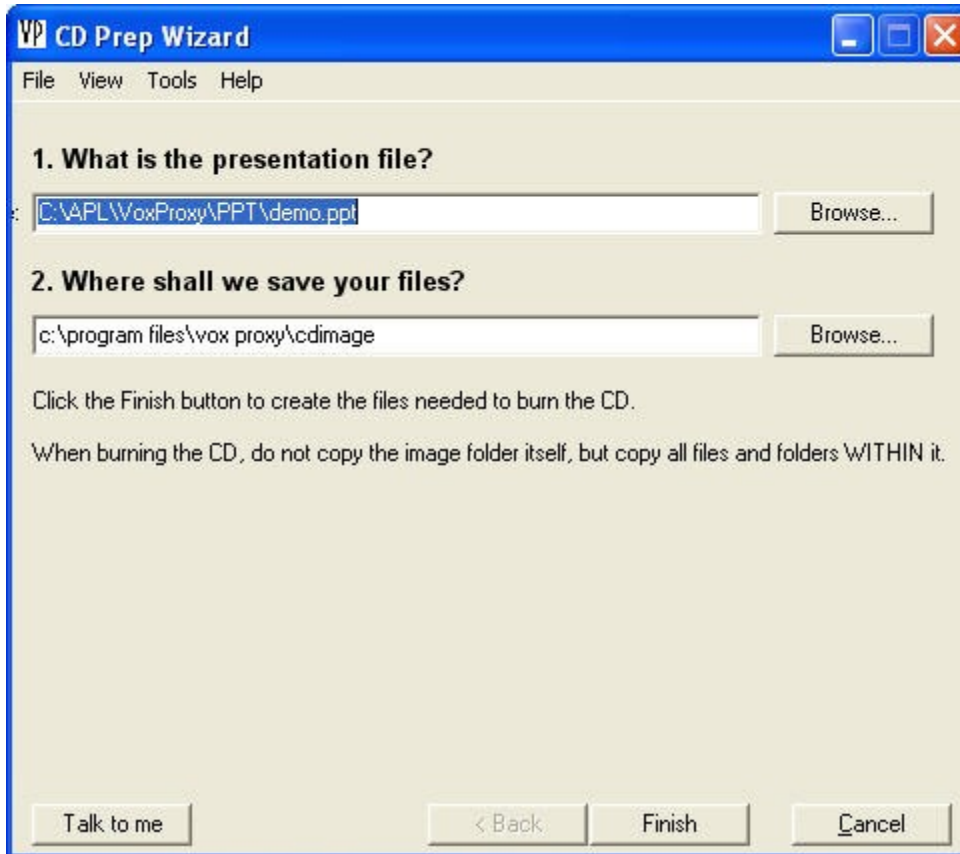 VP CD Prep Wizard
File View Tools Help
1. What is the presentation file?
C:\APL\VoxProxy\PPT\demo.ppt Browse...
2. Where shall we save your files?
c:\program files\vox proxy\cdimage Browse...
Click the Finish button to create the files needed to burn the CD.
When burning the CD, do not copy the image folder itself, but copy all files and folders WITHIN it.
Talk to me < Back Finish Cancel